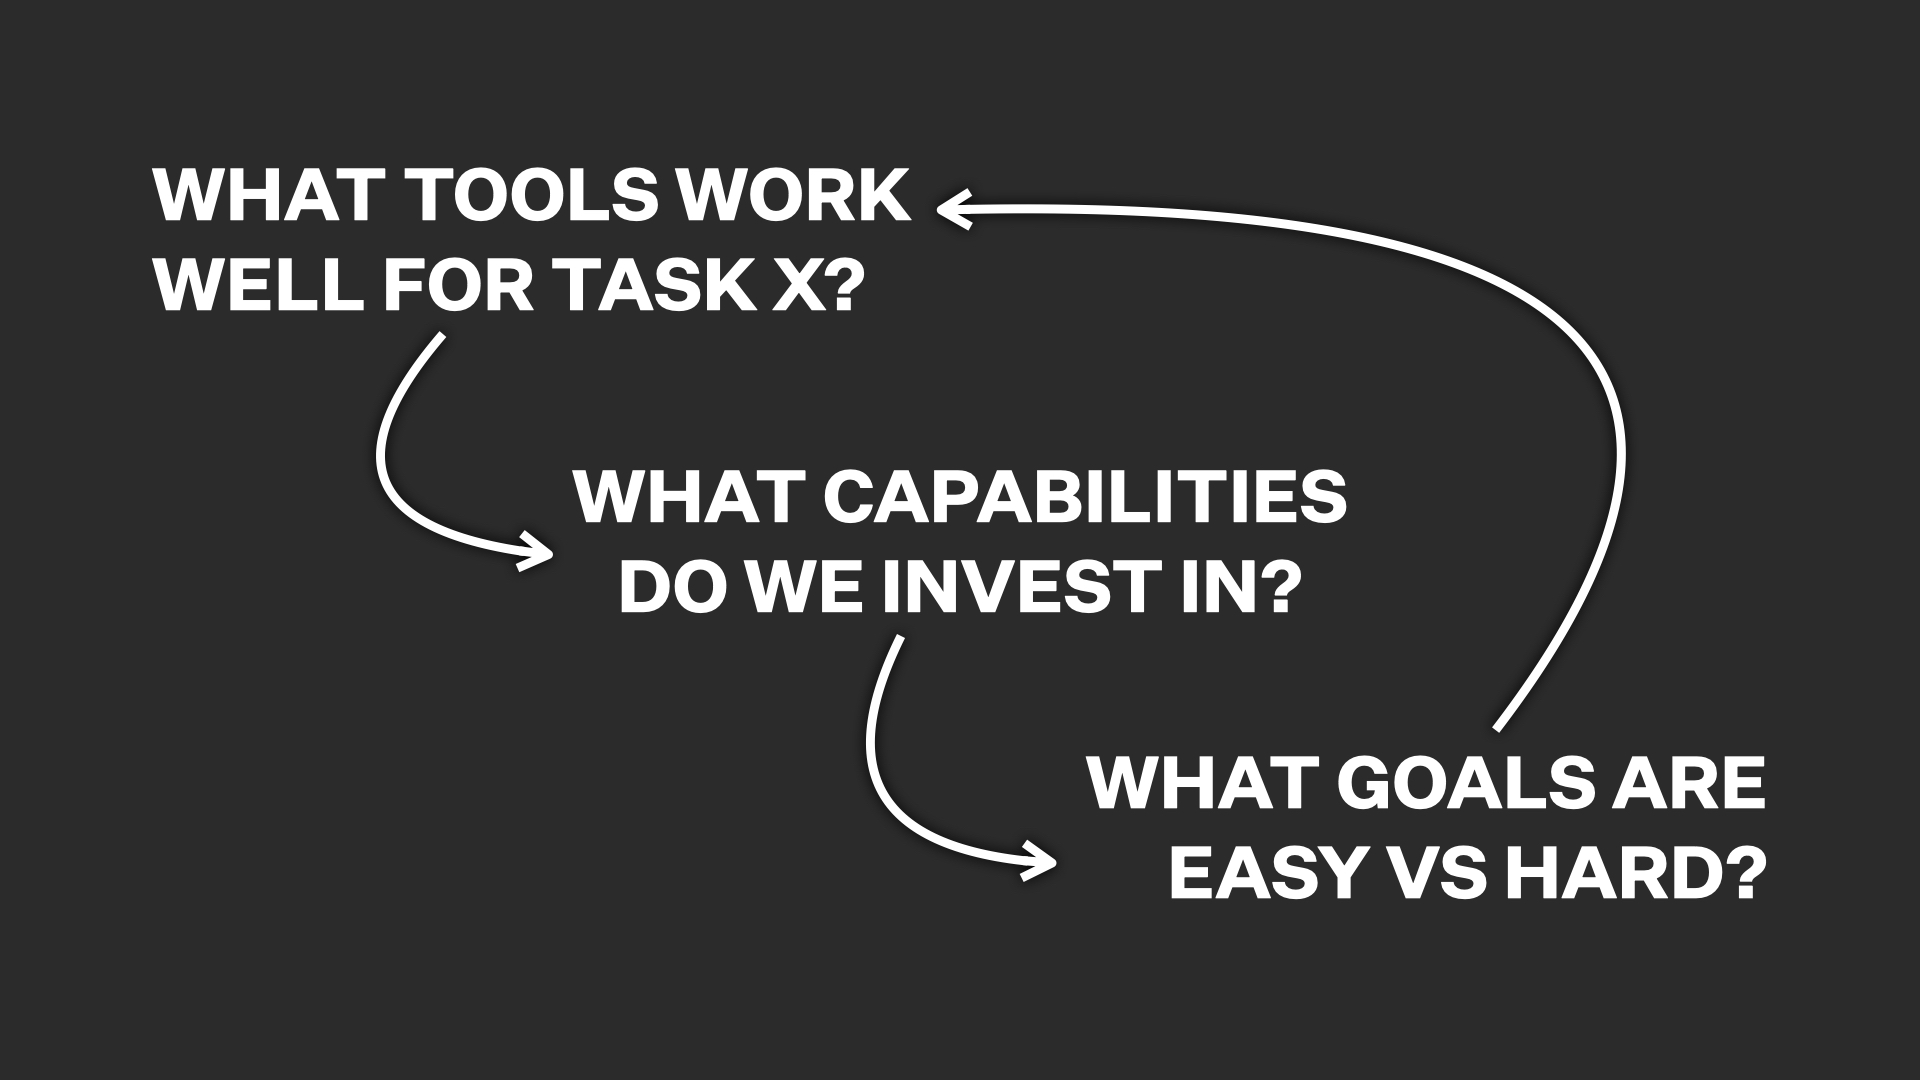 WHAT TOOLS WORK
WELL FOR TASK X?
WHAT CAPABILITIES
DO WE INVEST IN?
WHAT GOALS ARE
EASY VS HARD?